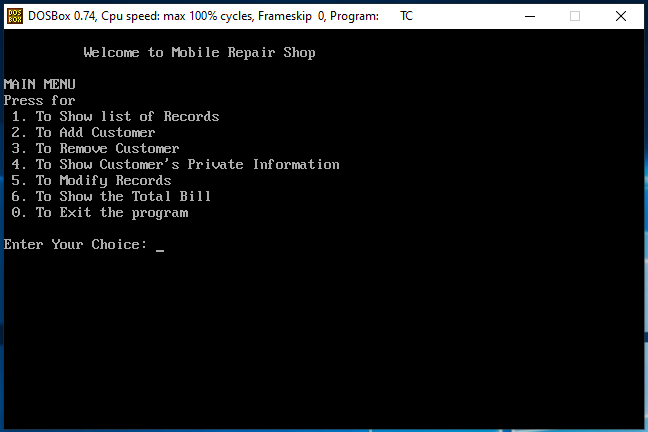 DOS
BOX
DOSBox 0.74, Cpu speed: max 100% cycles, Frameskip 0, Program: TC
Welcome to Mobile Repair Shop
MAIN MENU
Press for
1. To Show list of Records
2. To Add Customer
3. To Remove Customer
4. To Show Customer's Private Information
5. To Modify Records
6. To Show the Total Bill
0. To Exit the program
Enter Your Choice: _